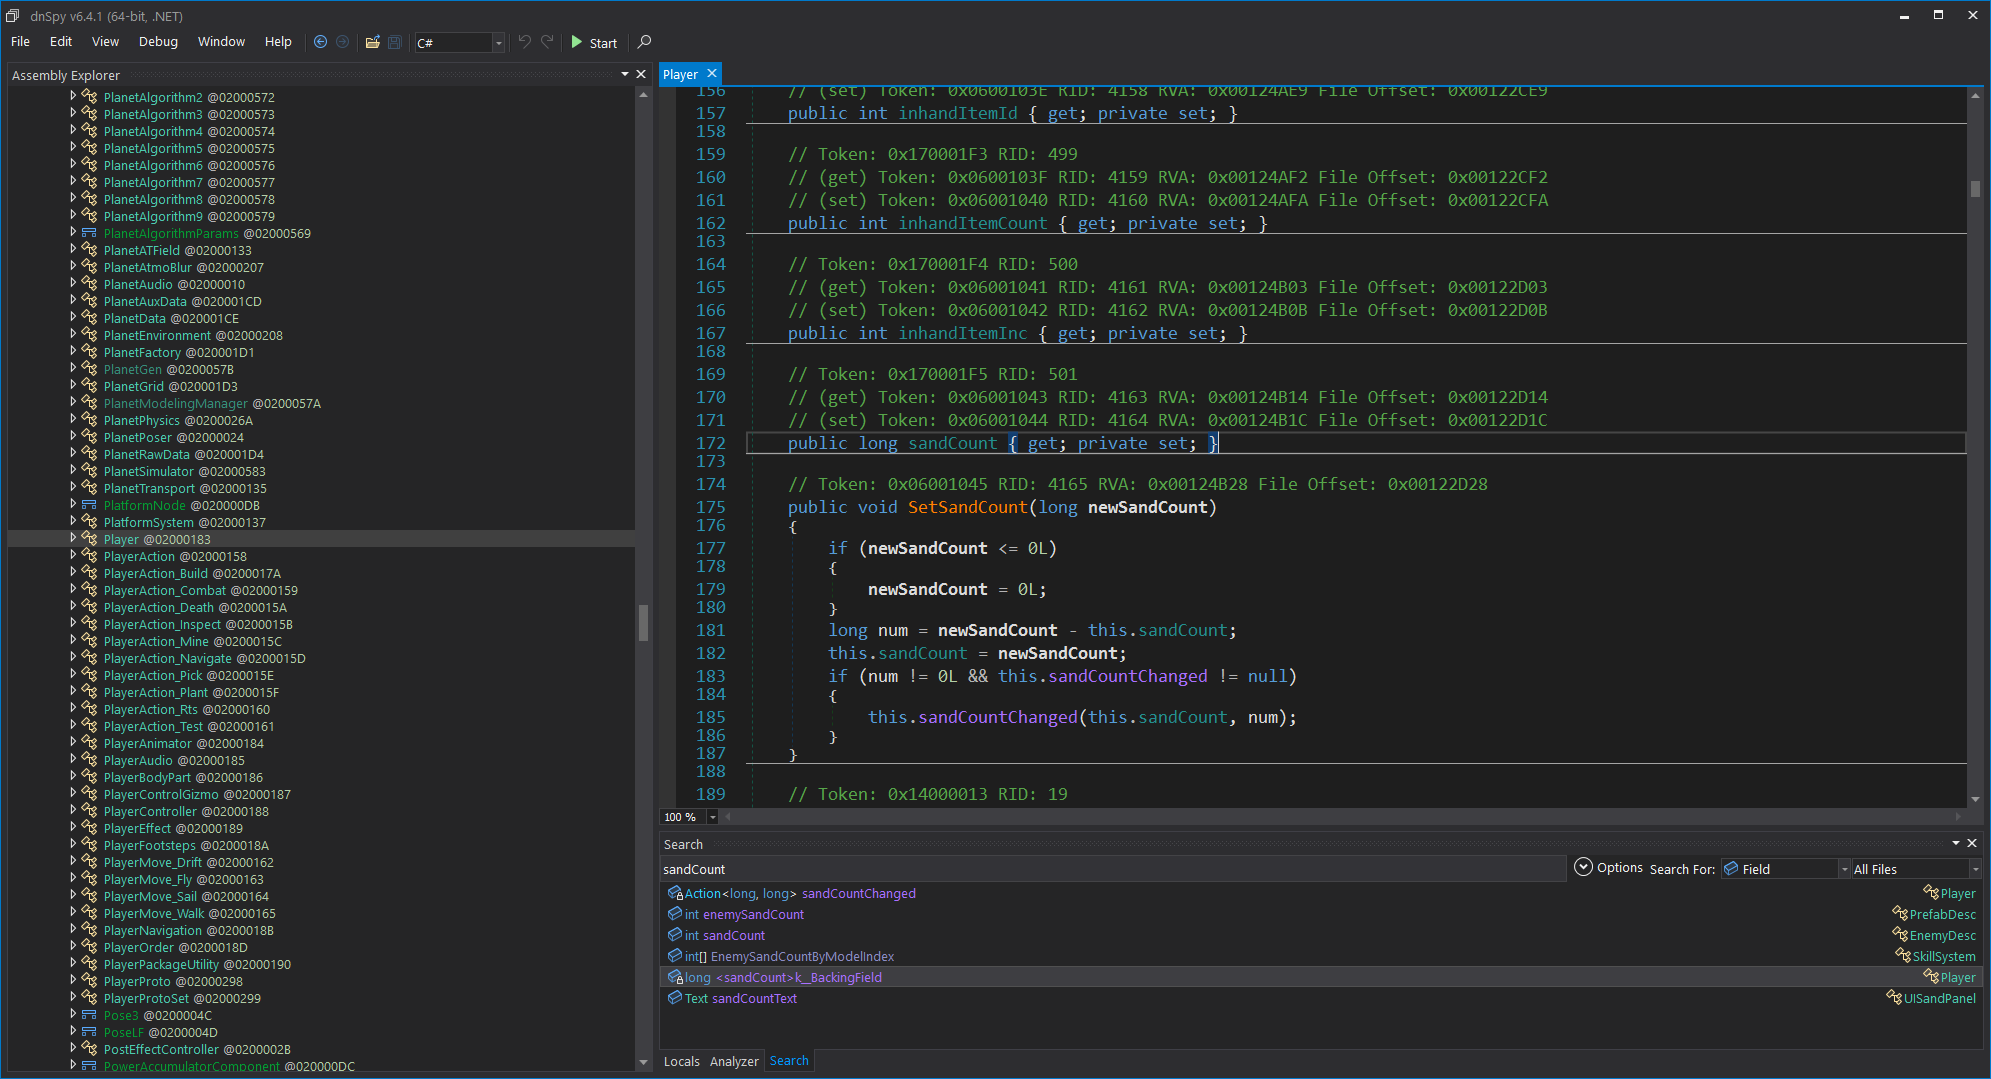 dnSpy v6.4.1 (64-bit, .NET)
File Edit View Debug Window Help C# Start
Assembly Explorer
PlanetAlgorithm2 @02000572
PlanetAlgorithm3 @02000573
PlanetAlgorithm4 @02000574
PlanetAlgorithm5 @02000575
PlanetAlgorithm6 @02000576
PlanetAlgorithm7 @02000577
PlanetAlgorithm8 @02000578
PlanetAlgorithm9 @02000579
PlanetAlgorithmParams @02000569
PlanetATField @02000133
PlanetAtmoBlur @02000207
PlanetAudio @02000010
PlanetAuxData @020001CD
PlanetData @020001CE
PlanetEnvironment @02000208
PlanetFactory @020001D1
PlanetGen @0200057B
PlanetGrid @020001D3
PlanetModelingManager @0200057A
PlanetPhysics @0200026A
PlanetPoser @02000024
PlanetRawData @020001D4
PlanetSimulator @02000583
PlanetTransport @02000135
PlatformNode @020000DB
PlatformSystem @02000137
Player @02000183
PlayerAction @02000158
PlayerAction_Build @0200017A
PlayerAction_Combat @02000159
PlayerAction_Death @0200015A
PlayerAction_Inspect @0200015B
PlayerAction_Mine @0200015C
PlayerAction_Navigate @0200015D
PlayerAction_Pick @0200015E
PlayerAction_Plant @0200015F
PlayerAction_Rts @02000160
PlayerAction_Test @02000161
PlayerAnimator @02000184
PlayerAudio @02000185
PlayerBodyPart @02000186
PlayerControlGizmo @02000187
PlayerController @02000188
PlayerEffect @02000189
PlayerFootsteps @0200018A
PlayerMove_Drift @02000162
PlayerMove_Fly @02000163
PlayerMove_Sail @02000164
PlayerMove_Walk @02000165
PlayerNavigation @0200018B
PlayerOrder @0200018D
PlayerPackageUtility @02000190
PlayerProto @02000298
PlayerProtoSet @02000299
Pose3 @0200004C
PoseLF @0200004D
PostEffectController @0200002B
PowerAccumulatorComponent @020000DC
Player
156 // (set) Token: 0x0600103E RID: 4158 RVA: 0x00124AE9 File Offset: 0x00122CE9
157 public int inhandItemId { get; private set; }
158
159 // Token: 0x170001F3 RID: 499
160 // (get) Token: 0x0600103F RID: 4159 RVA: 0x00124AF2 File Offset: 0x00122CF2
161 // (set) Token: 0x06001040 RID: 4160 RVA: 0x00124AFA File Offset: 0x00122CFA
162 public int inhandItemCount { get; private set; }
163
164 // Token: 0x170001F4 RID: 500
165 // (get) Token: 0x06001041 RID: 4161 RVA: 0x00124B03 File Offset: 0x00122D03
166 // (set) Token: 0x06001042 RID: 4162 RVA: 0x00124B0B File Offset: 0x00122D0B
167 public int inhandItemInc { get; private set; }
168
169 // Token: 0x170001F5 RID: 501
170 // (get) Token: 0x06001043 RID: 4163 RVA: 0x00124B14 File Offset: 0x00122D14
171 // (set) Token: 0x06001044 RID: 4164 RVA: 0x00124B1C File Offset: 0x00122D1C
172 public long sandCount { get; private set; }
173
174 // Token: 0x06001045 RID: 4165 RVA: 0x00124B28 File Offset: 0x00122D28
175 public void SetSandCount(long newSandCount)
176 {
177 if (newSandCount <= 0L)
178 {
179 newSandCount = 0L;
180 }
181 long num = newSandCount - this.sandCount;
182 this.sandCount = newSandCount;
183 if (num != 0L && this.sandCountChanged != null)
184 {
185 this.sandCountChanged(this.sandCount, num);
186 }
187 }
188
189 // Token: 0x14000013 RID: 19
100 %
Search
sandCount Options Search For: Field All Files
Action<long, long> sandCountChanged Player
int enemySandCount PrefabDesc
int sandCount EnemyDesc
int[] EnemySandCountByModelIndex SkillSystem
long <sandCount>k__BackingField Player
Text sandCountText UISandPanel
Locals Analyzer Search